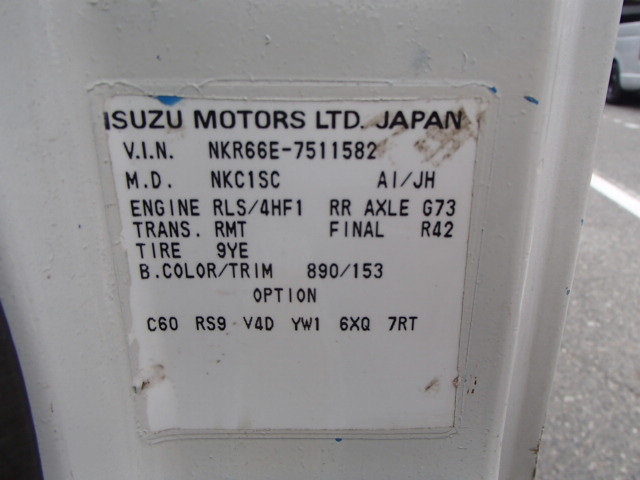 ISUZU MOTORS LTD. JAPAN
V.I.N. NKR66E-7511582
M.D. NKC1SC AI/JH
ENGINE RLS/4HF1 RR AXLE G73
TRANS. RMT FINAL R42
TIRE 9YE
B.COLOR/TRIM 890/153
OPTION
C60 RS9 V4D YW1 6XQ 7RT